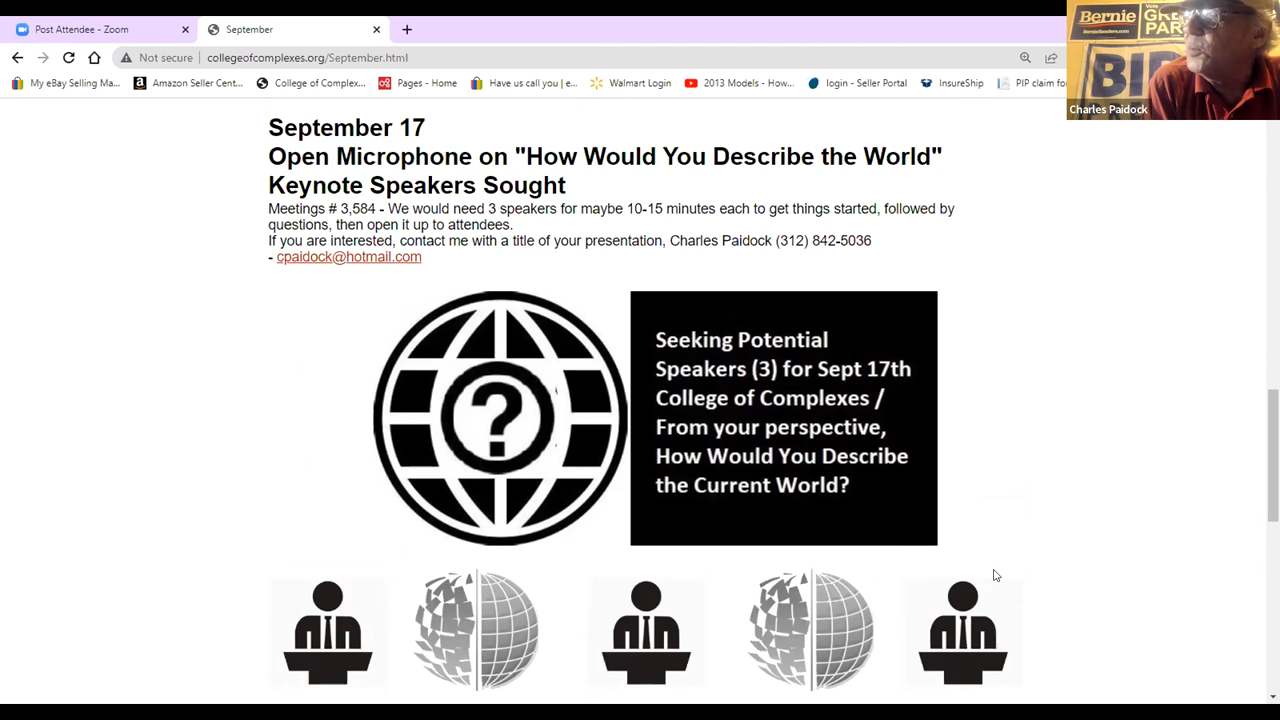 Post Attendee - Zoom
September
Not secure
collegeofcomplexes.org/September.html
My eBay Selling Ma...
Amazon Seller Cent...
College of Complex...
Pages - Home
Have us call you | e...
Walmart Login
2013 Models - How...
login - Seller Portal
InsureShip
PIP claim for
Bernie
BernieSanders.com
Vote
Charles Paidock
September 17
Open Microphone on "How Would You Describe the World"
Keynote Speakers Sought
Meetings # 3,584 - We would need 3 speakers for maybe 10-15 minutes each to get things started, followed by
questions, then open it up to attendees.
If you are interested, contact me with a title of your presentation, Charles Paidock (312) 842-5036
- cpaidock@hotmail.com
?
Seeking Potential
Speakers (3) for Sept 17th
College of Complexes /
From your perspective,
How Would You Describe
the Current World?